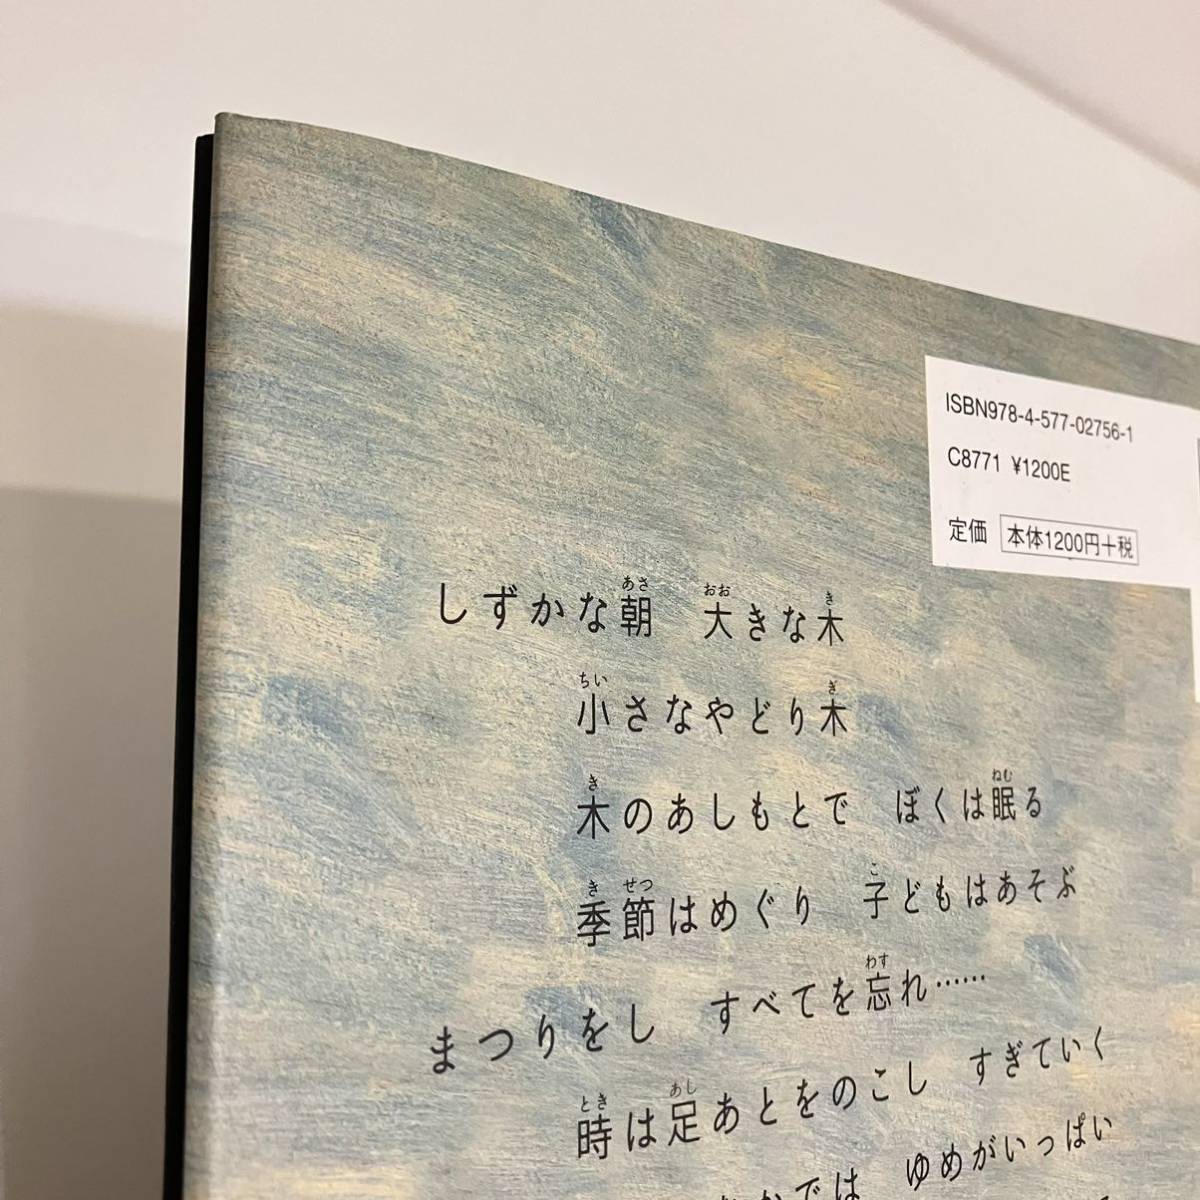 ISBN978-4-577-02756-1
C8771 ¥1200E
定価 本体1200円+税
しずかな朝 大きな木
小さなやどり木
木のあしもとで ぼくは眠る
季節はめぐり 子どもはあそぶ
まつりをし すべてを忘れ……
時は足あとをのこし すぎていく
なかでは ゆめがいっぱい